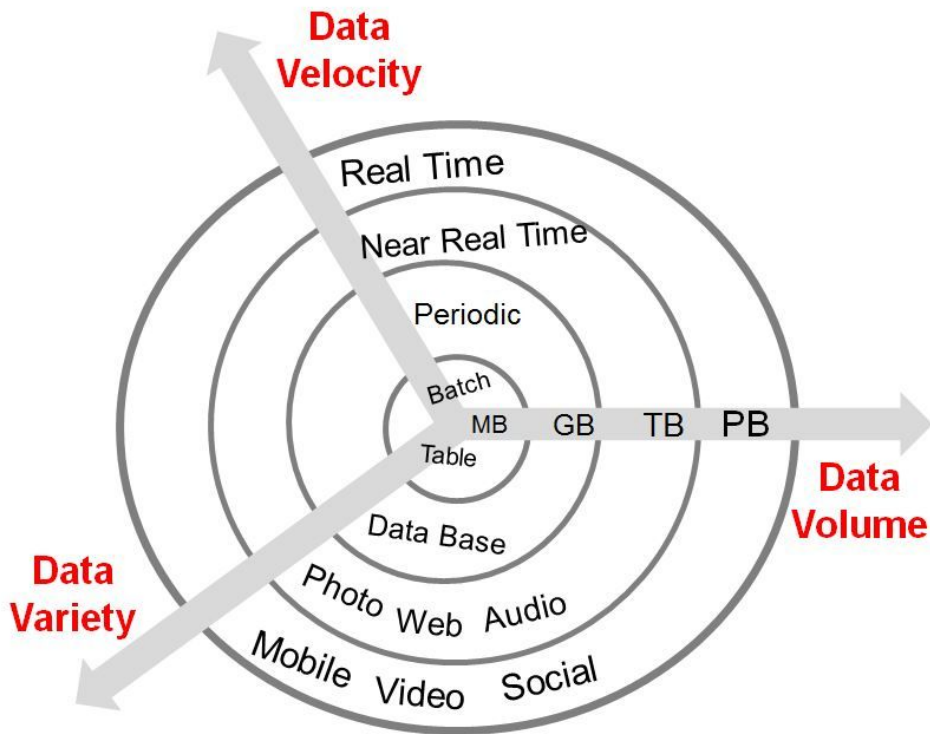 Data
Velocity
Real Time
Near Real Time
Periodic
Batch
MB GB TB PB
Table
Data
Volume
Data Base
Data
Variety
Photo Web Audio
Mobile Video Social